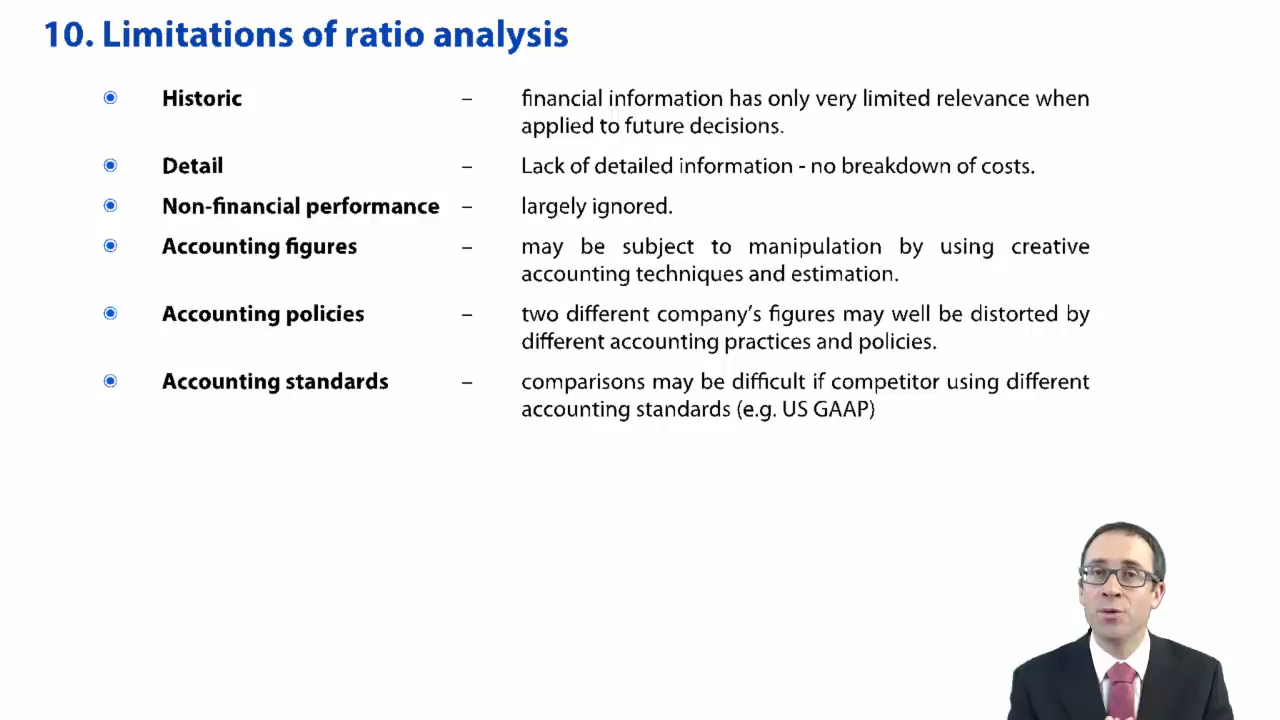 10. Limitations of ratio analysis
Historic – financial information has only very limited relevance when
applied to future decisions.
Detail – Lack of detailed information - no breakdown of costs.
Non-financial performance – largely ignored.
Accounting figures – may be subject to manipulation by using creative
accounting techniques and estimation.
Accounting policies – two different company's figures may well be distorted by
different accounting practices and policies.
Accounting standards – comparisons may be difficult if competitor using different
accounting standards (e.g. US GAAP)